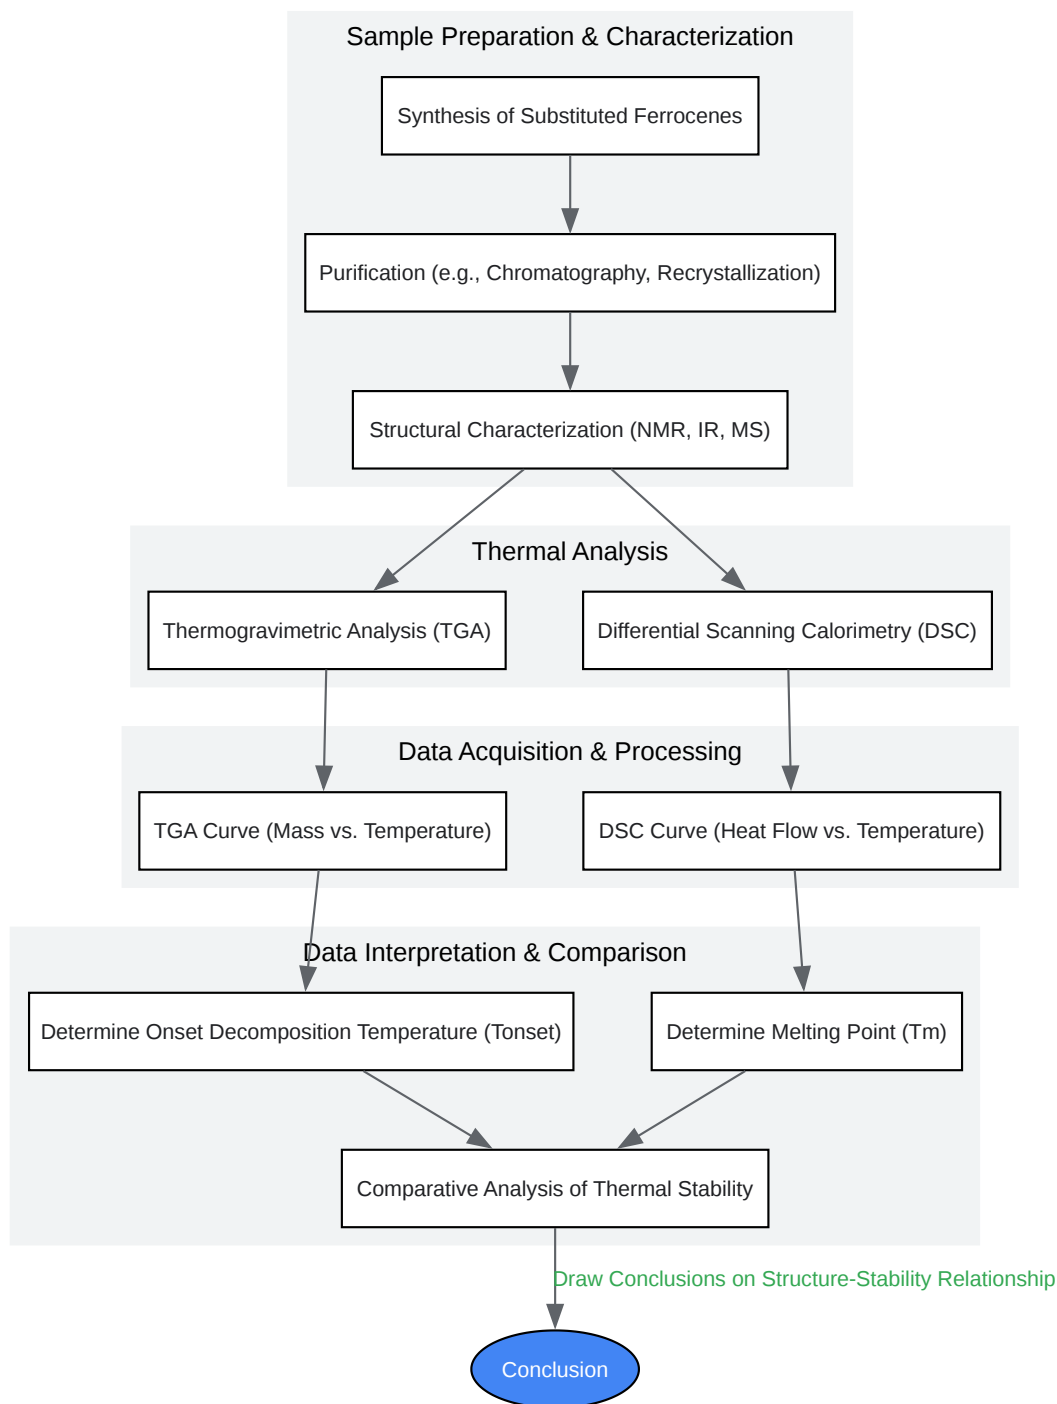 Sample Preparation & Characterization
Synthesis of Substituted Ferrocenes
Purification (e.g., Chromatography, Recrystallization)
Structural Characterization (NMR, IR, MS)
Thermal Analysis
Thermogravimetric Analysis (TGA)
Differential Scanning Calorimetry (DSC)
Data Acquisition & Processing
TGA Curve (Mass vs. Temperature)
DSC Curve (Heat Flow vs. Temperature)
Data Interpretation & Comparison
Determine Onset Decomposition Temperature (Tonset)
Determine Melting Point (Tm)
Comparative Analysis of Thermal Stability
Draw Conclusions on Structure-Stability Relationship
Conclusion